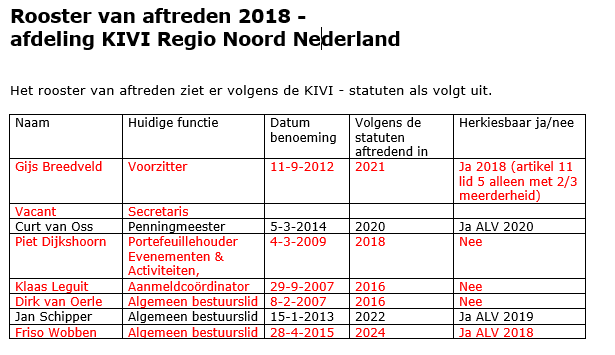 Rooster van aftreden 2018 -
afdeling KIVI Regio Noord Nederland
Het rooster van aftreden ziet er volgens de KIVI - statuten als volgt uit.
Naam Huidige functie Datum benoeming Volgens de statuten aftredend in Herkiesbaar ja/nee
Gijs Breedveld Voorzitter 11-9-2012 2021 Ja 2018 (artikel 11 lid 5 alleen met 2/3 meerderheid)
Vacant Secretaris
Curt van Oss Penningmeester 5-3-2014 2020 Ja ALV 2020
Piet Dijkshoorn Portefeuillehouder Evenementen & Activiteiten, 4-3-2009 2018 Nee
Klaas Leguit Aanmeldcoördinator 29-9-2007 2016 Nee
Dirk van Oerle Algemeen bestuurslid 8-2-2007 2016 Nee
Jan Schipper Algemeen bestuurslid 15-1-2013 2022 Ja ALV 2019
Friso Wobben Algemeen bestuurslid 28-4-2015 2024 Ja ALV 2018